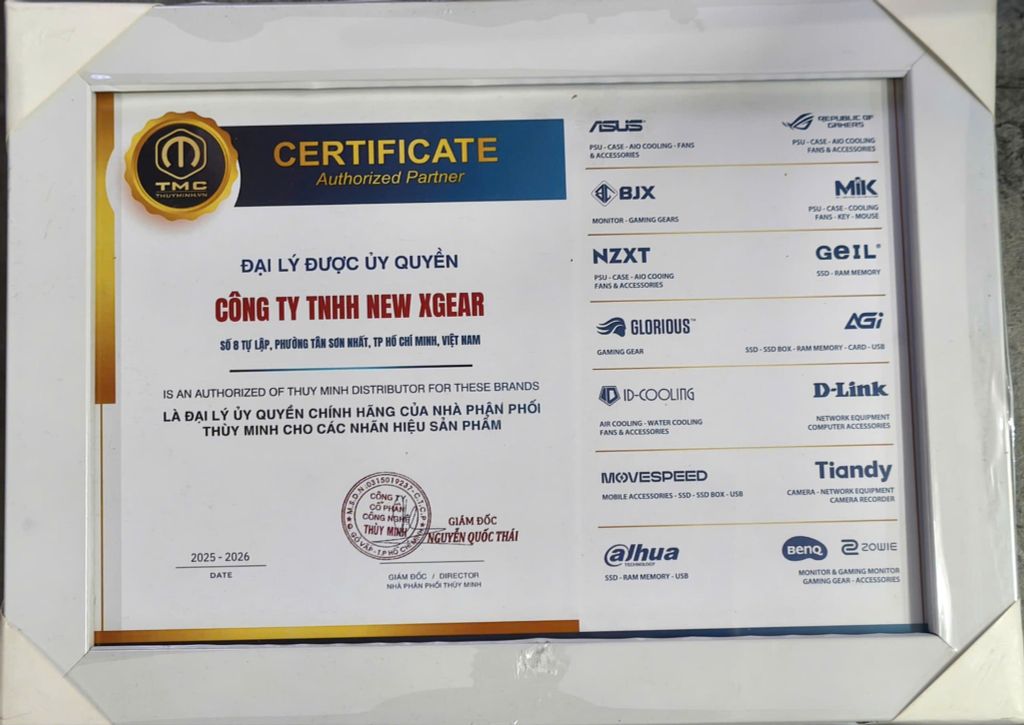 TMC
THUYMINH.VN
CERTIFICATE
Authorized Partner
ĐẠI LÝ ĐƯỢC ỦY QUYỀN
CÔNG TY TNHH NEW XGEAR
SỐ 8 TỰ LẬP, PHƯỜNG TÂN SƠN NHẤT, TP HỒ CHÍ MINH, VIỆT NAM
IS AN AUTHORIZED OF THUY MINH DISTRIBUTOR FOR THESE BRANDS
LÀ ĐẠI LÝ ỦY QUYỀN CHÍNH HÃNG CỦA NHÀ PHÂN PHỐI
THÙY MINH CHO CÁC NHÃN HIỆU SẢN PHẨM
M.S.D.N:0315019237-C.T.C.P
CÔNG TY
CỔ PHẦN
CÔNG NGHỆ
THÙY MINH
GÒ VẤP-T.P HỒ CHÍ MINH
GIÁM ĐỐC
NGUYỄN QUỐC THÁI
2025 - 2026
DATE
GIÁM ĐỐC / DIRECTOR
NHÀ PHÂN PHỐI THÙY MINH
ASUS
PSU - CASE - AIO COOLING - FANS
& ACCESSORIES
REPUBLIC OF
GAMERS
PSU - CASE - AIO COOLING
FANS & ACCESSORIES
BJX
MONITOR - GAMING GEARS
MIK
PSU - CASE - COOLING
FANS - KEY - MOUSE
NZXT
PSU - CASE - AIO COOING
FANS & ACCESSORIES
GEIL®
SSD - RAM MEMORY
GLORIOUS™
GAMING GEAR
AGi
SSD - SSD BOX - RAM MEMORY - CARD - USB
ID-COOLING
AIR COOLING - WATER COOLING
FANS & ACCESSORIES
D-Link
NETWORK EQUIPMENT
COMPUTER ACCESSORIES
MOVESPEED
MOBILE ACCESSORIES - SSD - SSD BOX - USB
Tiandy
CAMERA - NETWORK EQUIPMENT
CAMERA RECORDER
alhua
TECHNOLOGY
SSD - RAM MEMORY - USB
BenQ
ZOWIE
MONITOR & GAMING MONITOR
GAMING GEAR - ACCESSORIES